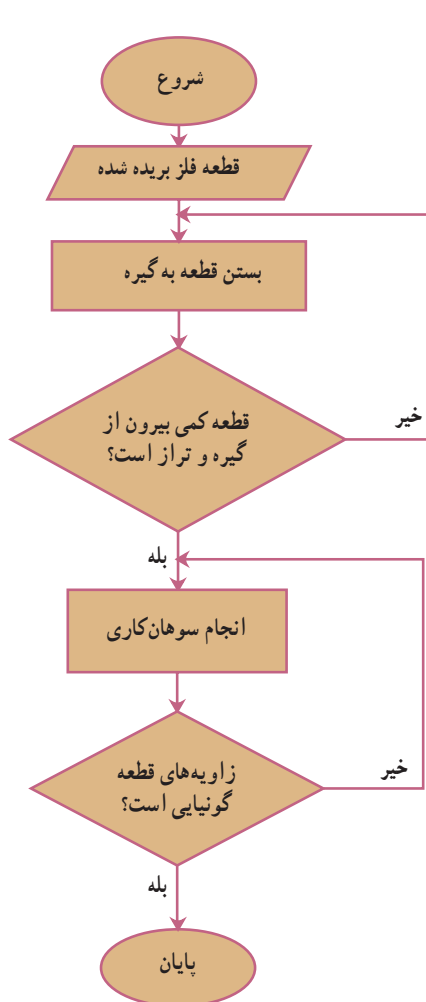 شروع
قطعه فلز بریده شده
بستن قطعه به گیره
قطعه کمی بیرون از
گیره و تراز است؟
خیر
بله
انجام سوهان‌کاری
زاویه‌های قطعه
گونیایی است؟
خیر
بله
پایان